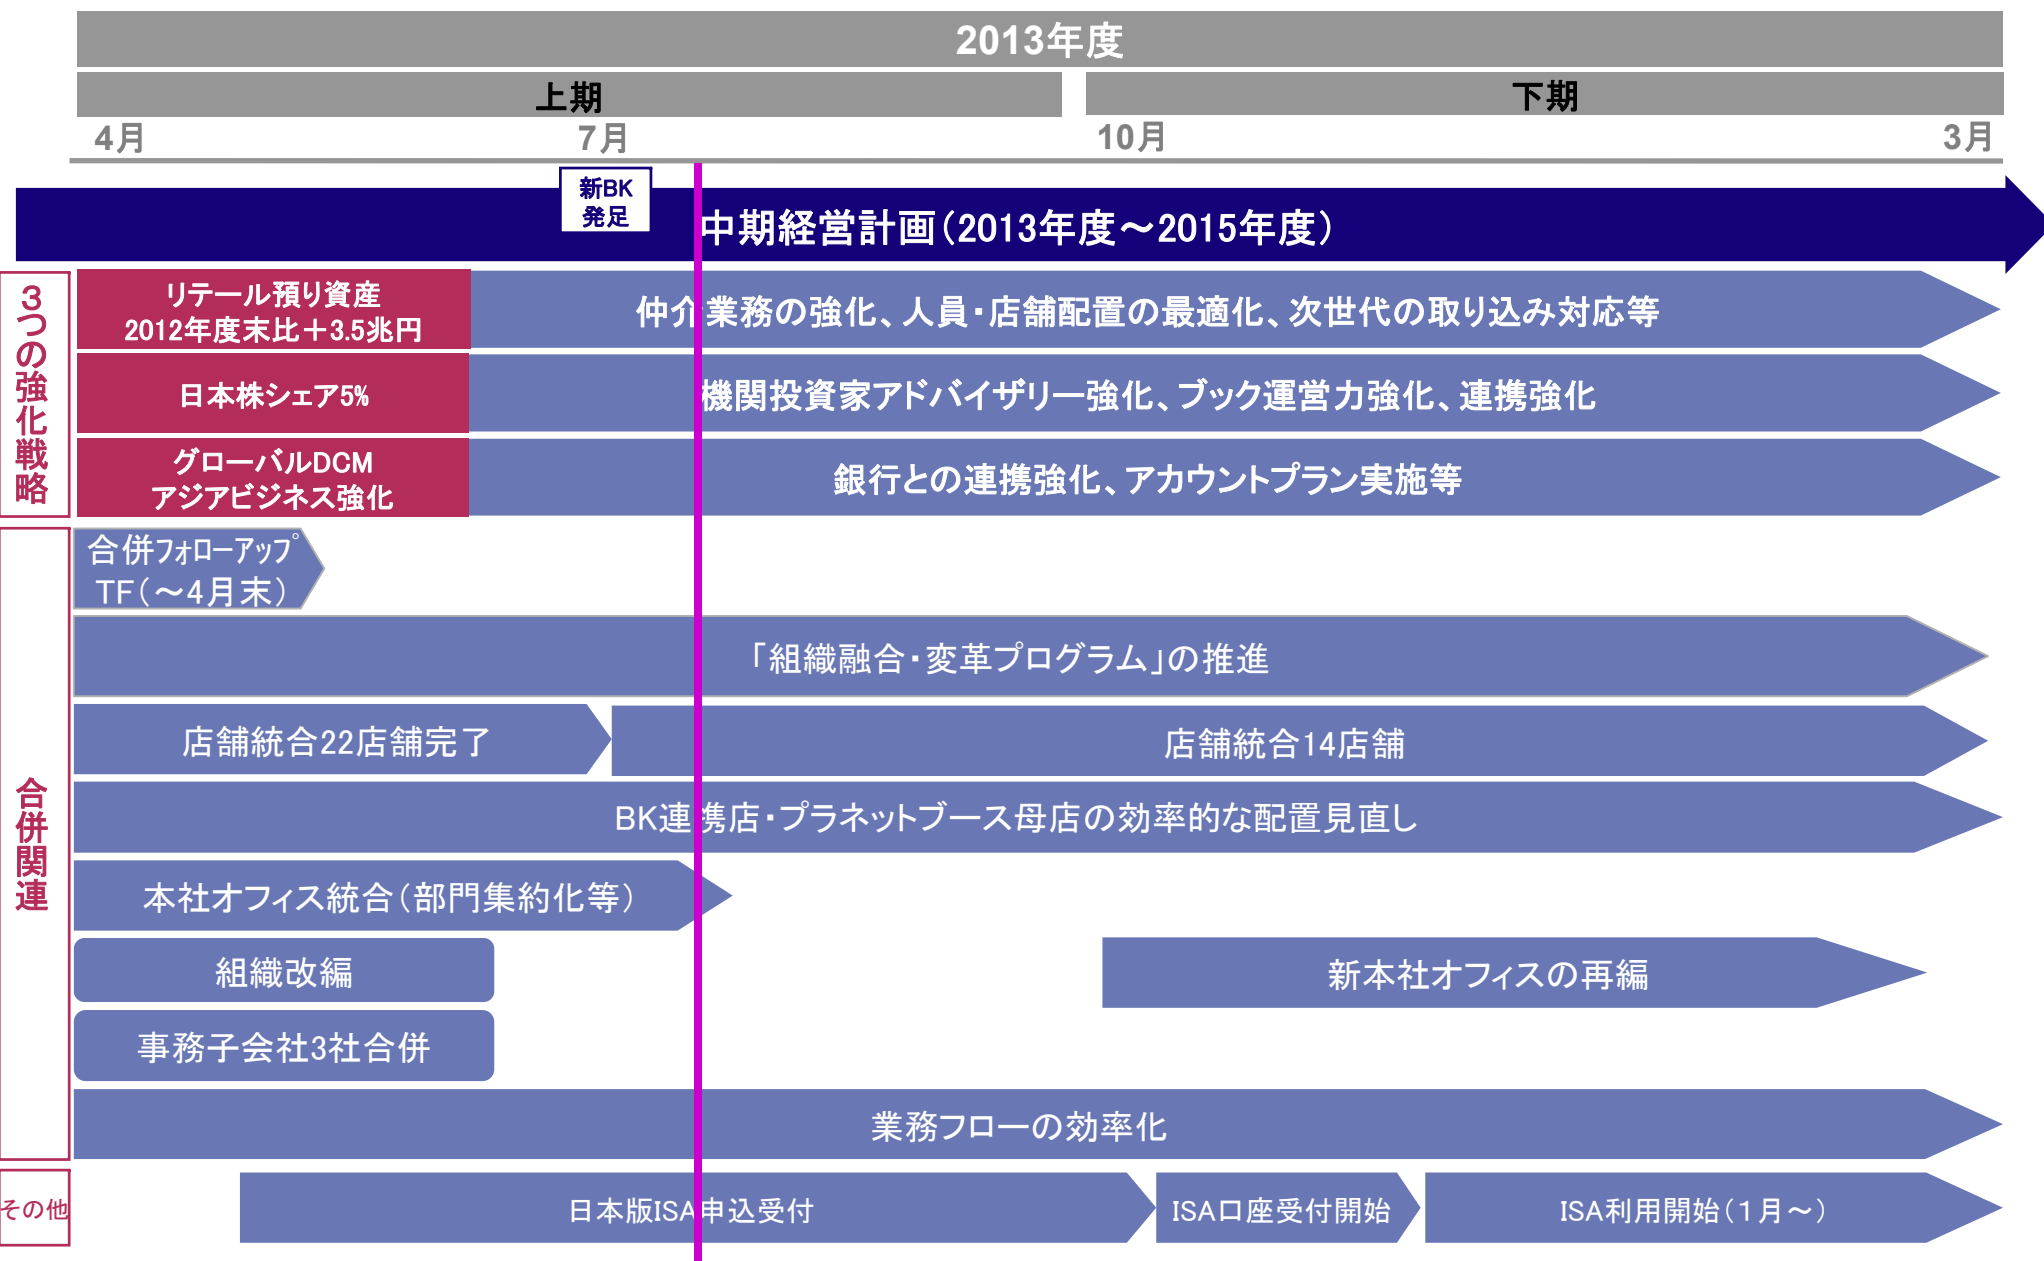 2013年度
上期
下期
4月
7月
10月
3月
新BK
発足
中期経営計画(2013年度～2015年度)
3つの強化戦略
リテール預り資産
2012年度末比＋3.5兆円
仲介業務の強化、人員・店舗配置の最適化、次世代の取り込み対応等
日本株シェア5%
機関投資家アドバイザリー強化、ブック運営力強化、連携強化
グローバルDCM
アジアビジネス強化
銀行との連携強化、アカウントプラン実施等
合併関連
合併フォローアップ
TF(～4月末)
「組織融合・変革プログラム」の推進
店舗統合22店舗完了
店舗統合14店舗
BK連携店・プラネットブース母店の効率的な配置見直し
本社オフィス統合(部門集約化等)
組織改編
新本社オフィスの再編
事務子会社3社合併
業務フローの効率化
その他
日本版ISA申込受付
ISA口座受付開始
ISA利用開始(1月～)